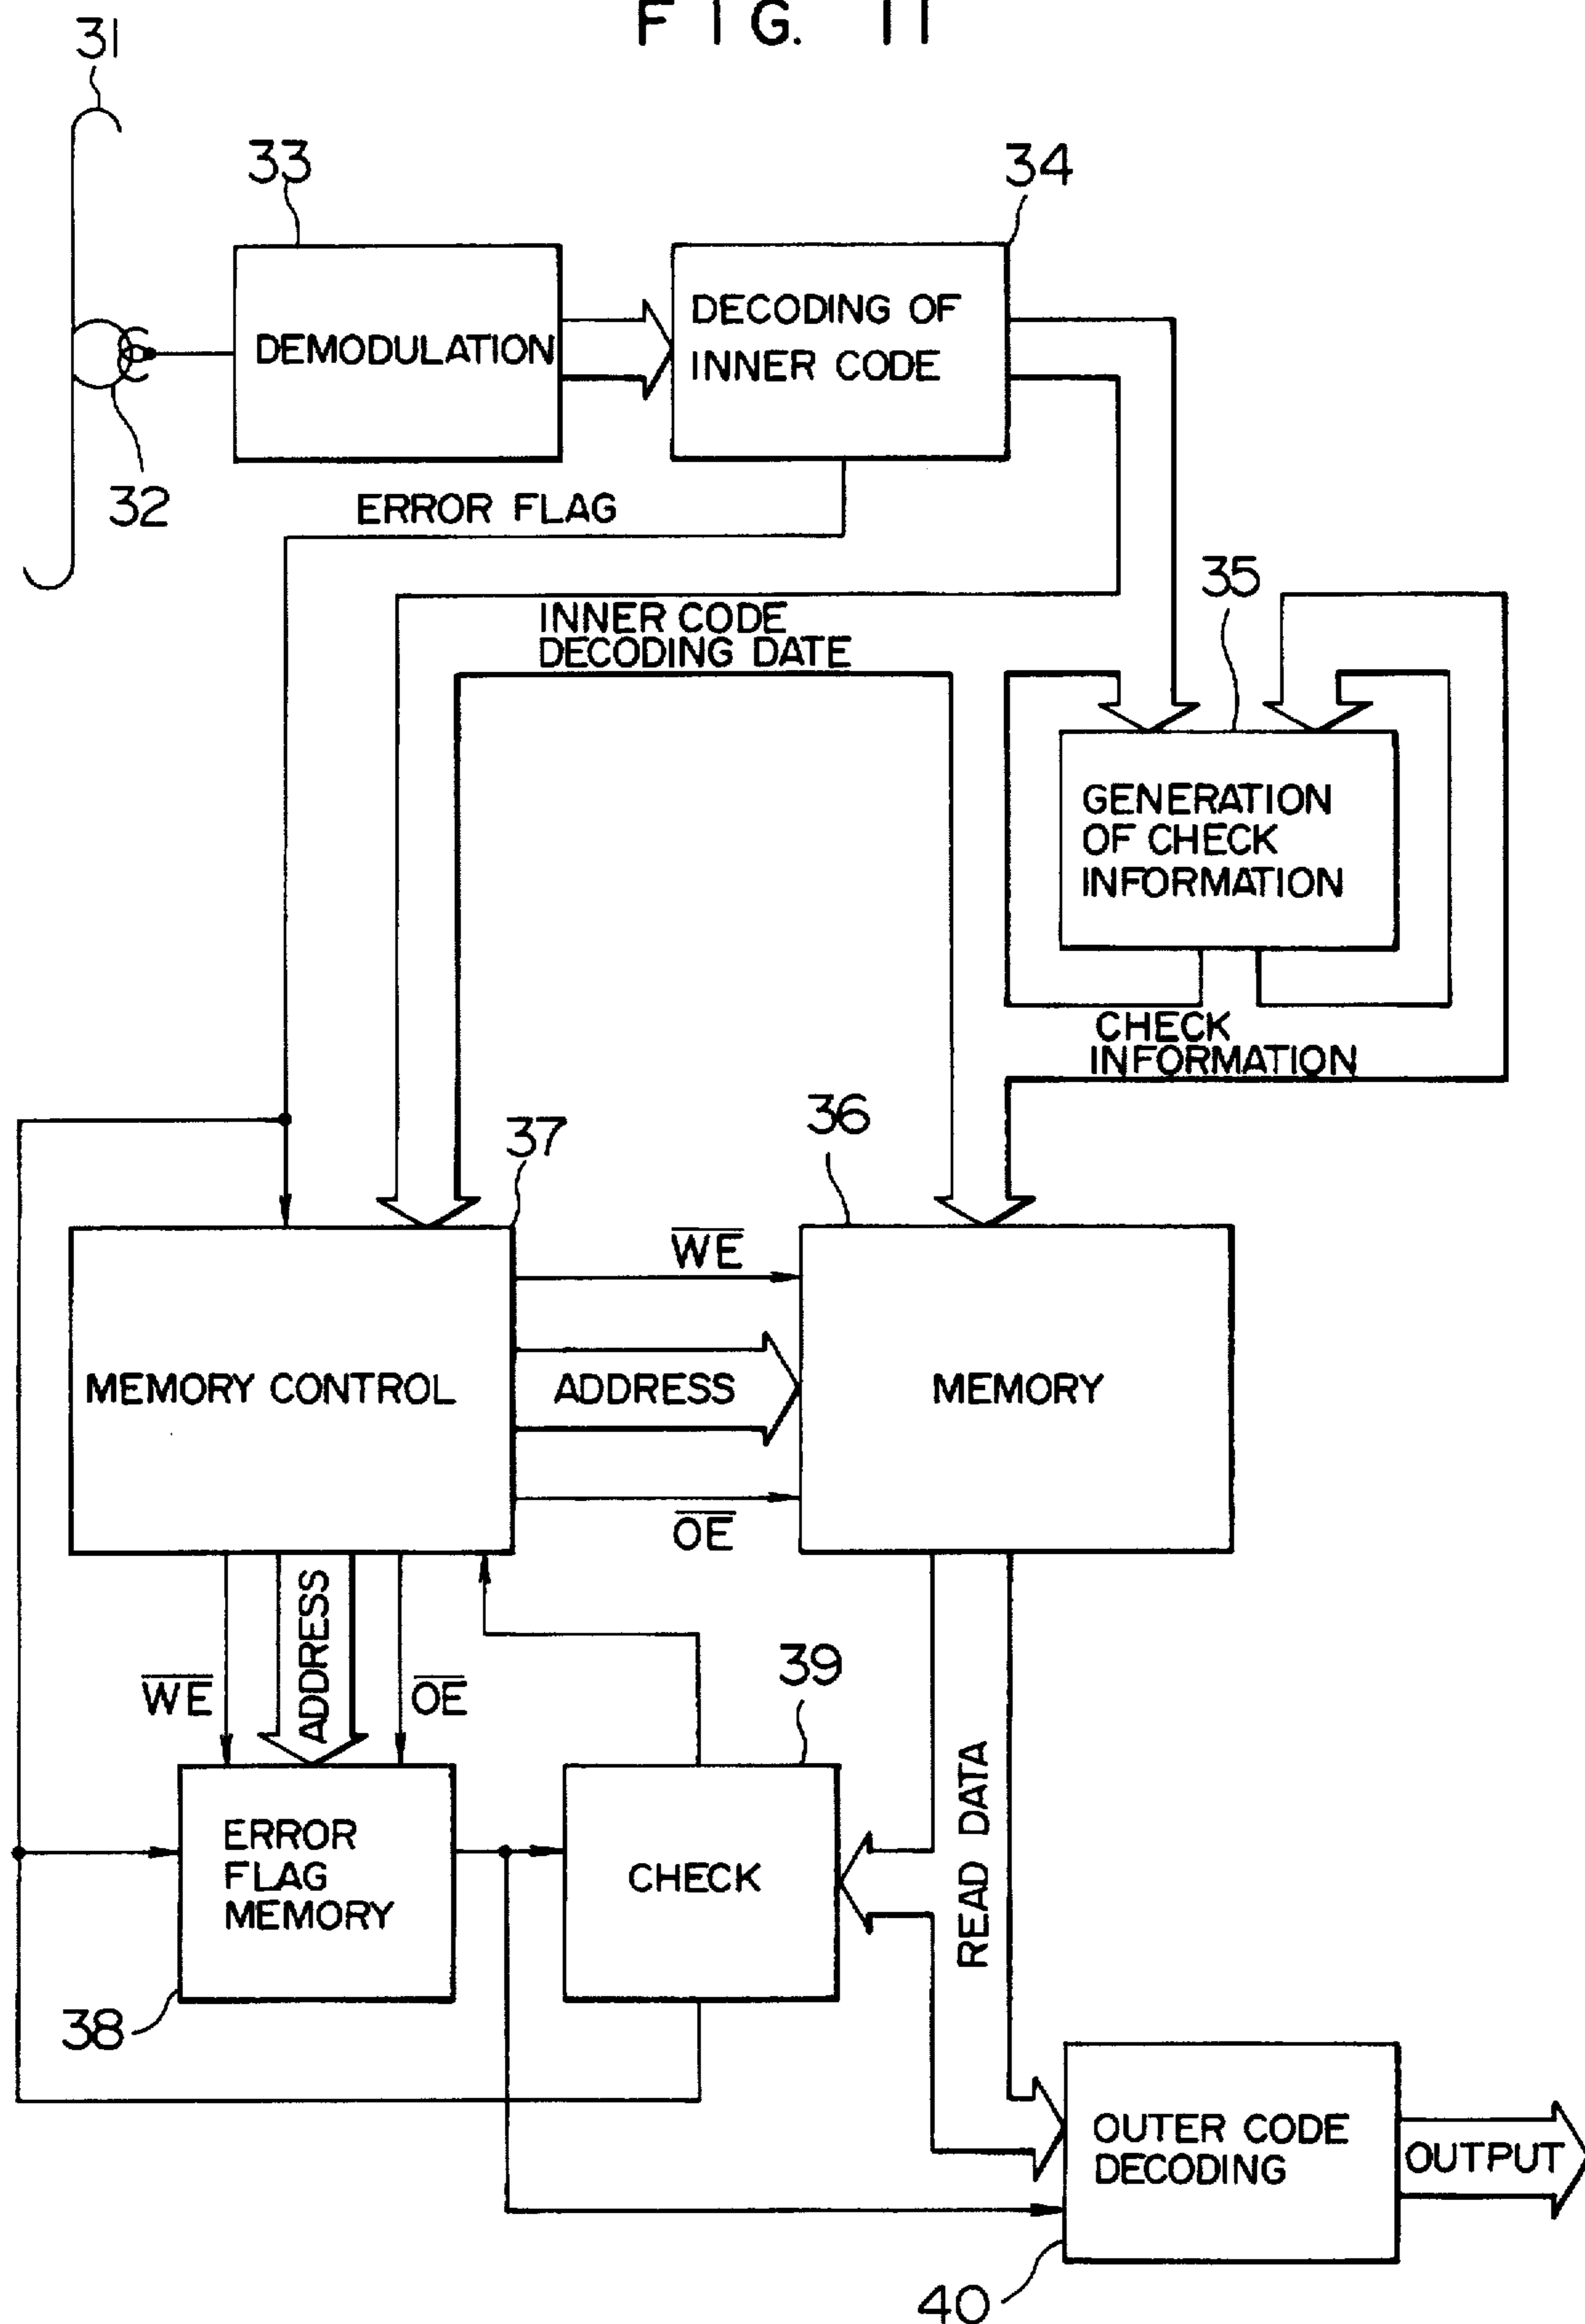 FIG. 11
31
33
34
DEMODULATION
DECODING OF
INNER CODE
32
ERROR FLAG
35
INNER CODE
DECODING DATE
GENERATION
OF CHECK
INFORMATION
CHECK
INFORMATION
37
36
WE
MEMORY CONTROL
ADDRESS
MEMORY
OE
ADDRESS
WE
OE
39
ERROR
FLAG
MEMORY
CHECK
READ DATA
38
OUTER CODE
DECODING
OUTPUT
40